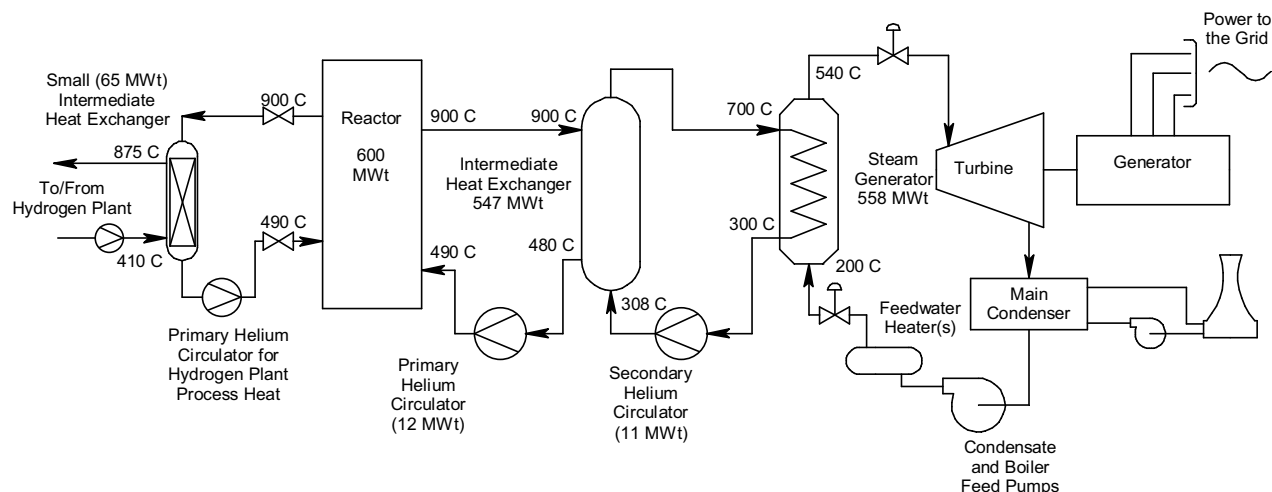 Power to
the Grid
Small (65 MWt)
Intermediate
Heat Exchanger
900 C
875 C
To/From
Hydrogen Plant
410 C
490 C
Primary Helium
Circulator for
Hydrogen Plant
Process Heat
Reactor
600
MWt
900 C
900 C
Intermediate
Heat Exchanger
547 MWt
490 C
480 C
Primary
Helium
Circulator
(12 MWt)
308 C
Secondary
Helium
Circulator
(11 MWt)
700 C
300 C
540 C
200 C
Steam
Generator
558 MWt
Turbine
Generator
Main
Condenser
Feedwater
Heater(s)
Condensate
and Boiler
Feed Pumps